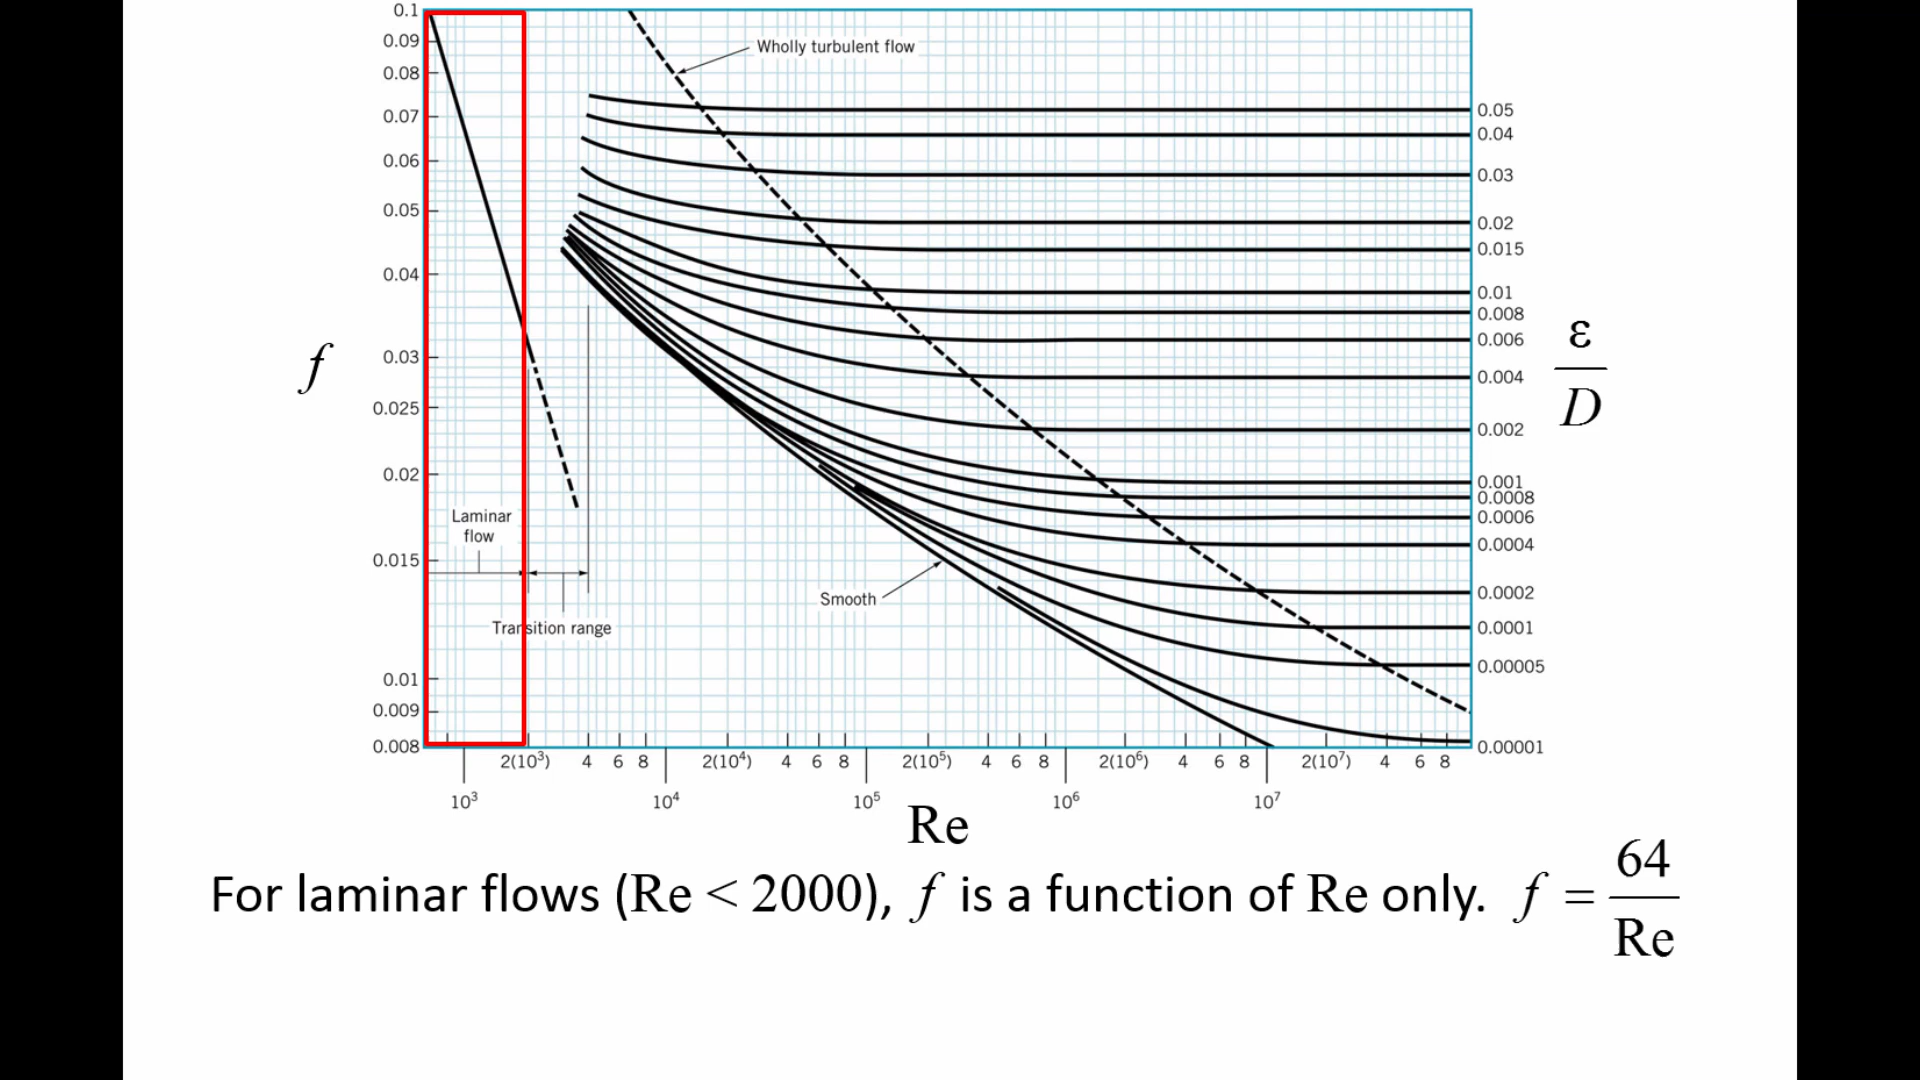 0.1
0.09
0.08
0.07
0.06
0.05
0.04
0.03
0.025
0.02
0.015
0.01
0.009
0.008
f
Wholly turbulent flow
Laminar
flow
Transition range
Smooth
0.05
0.04
0.03
0.02
0.015
0.01
0.008
0.006
0.004
0.002
0.001
0.0008
0.0006
0.0004
0.0002
0.0001
0.00005
0.00001
ε
D
2(10³) 4 6 8 2(10⁴) 4 6 8 2(10⁵) 4 6 8 2(10⁶) 4 6 8 2(10⁷) 4 6 8
10³ 10⁴ 10⁵ 10⁶ 10⁷
Re
For laminar flows (Re < 2000), f is a function of Re only. f = 64/Re